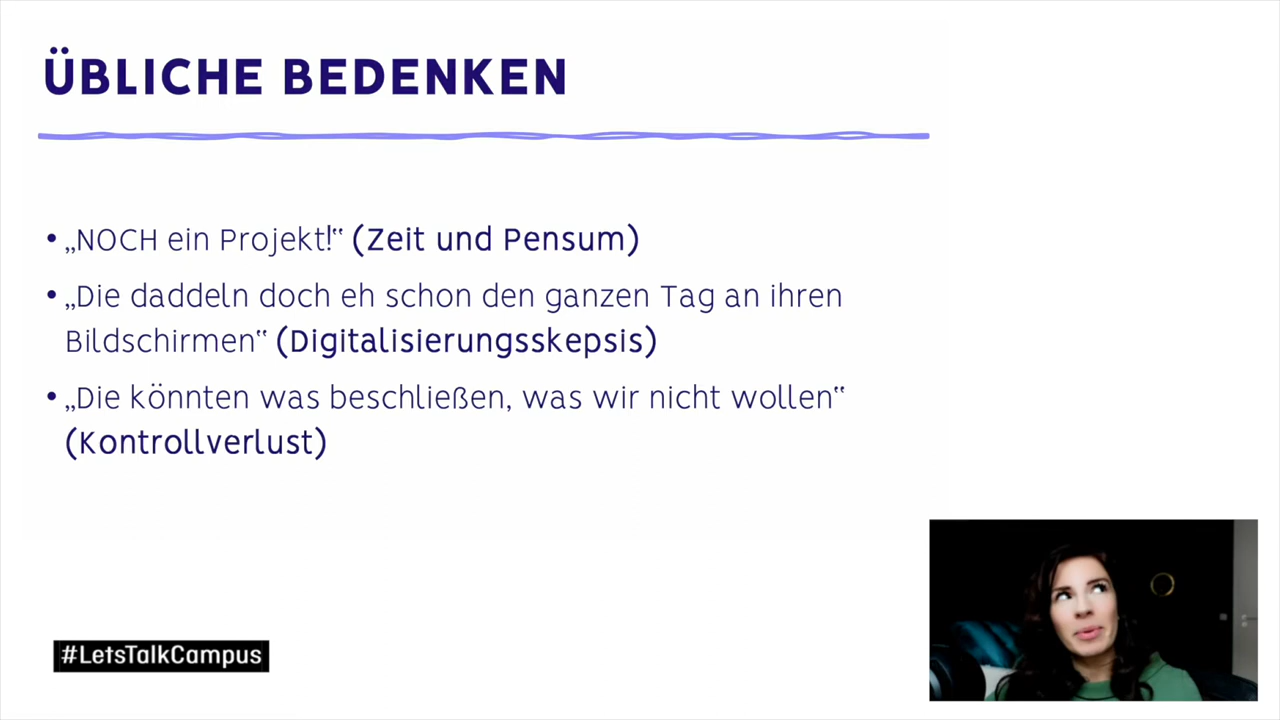 ÜBLICHE BEDENKEN
• „NOCH ein Projekt!“ (Zeit und Pensum)
• „Die daddeln doch eh schon den ganzen Tag an ihren
Bildschirmen“ (Digitalisierungsskepsis)
• „Die könnten was beschließen, was wir nicht wollen“
(Kontrollverlust)
#LetsTalkCampus